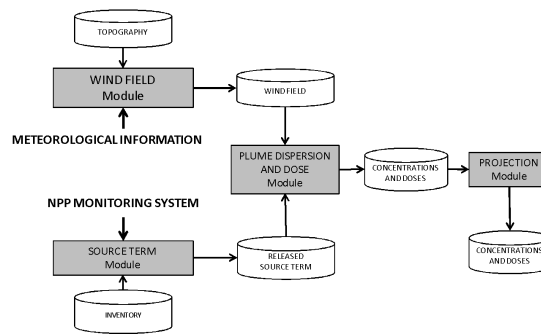 TOPOGRAPHY
WIND FIELD
Module
WIND FIELD
METEOROLOGICAL INFORMATION
PLUME DISPERSION
AND DOSE
Module
CONCENTRATIONS
AND DOSES
PROJECTION
Module
NPP MONITORING SYSTEM
SOURCE TERM
Module
RELEASED
SOURCE TERM
CONCENTRATIONS
AND DOSES
INVENTORY